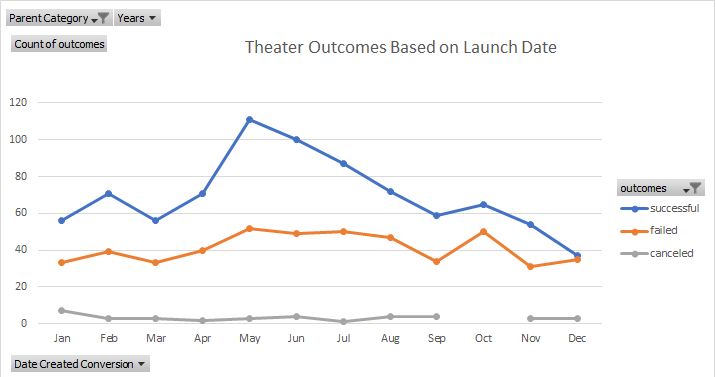 Parent Category Years
Count of outcomes
Theater Outcomes Based on Launch Date
120
100
80
60
40
20
0
Jan Feb Mar Apr May Jun Jul Aug Sep Oct Nov Dec
outcomes
successful
failed
canceled
Date Created Conversion